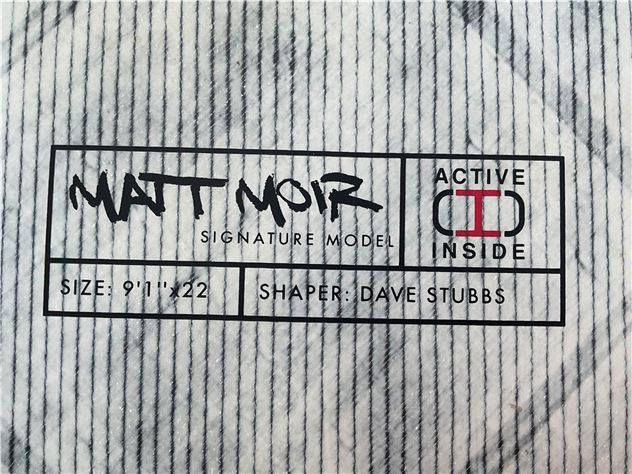 MATT MOIR
SIGNATURE MODEL
ACTIVE
INSIDE
SIZE: 9'1''x22
SHAPER: DAVE STUBBS